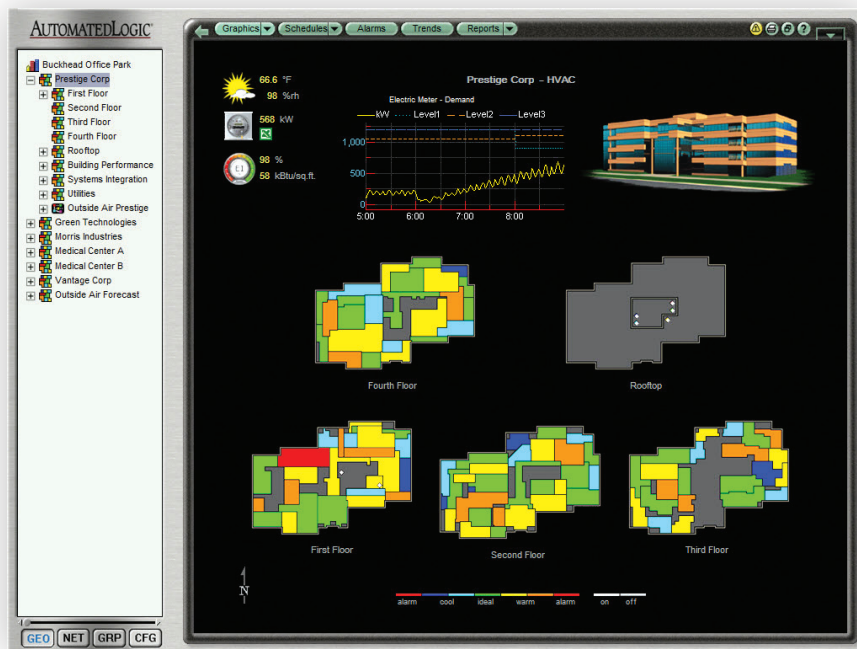 AUTOMATEDLOGIC®
Buckhead Office Park
Prestige Corp
First Floor
Second Floor
Third Floor
Fourth Floor
Rooftop
Building Performance
Systems Integration
Utilities
Outside Air Prestige
Green Technologies
Morris Industries
Medical Center A
Medical Center B
Vantage Corp
Outside Air Forecast
GEO NET GRP CFG
Graphics Schedules Alarms Trends Reports
66.6 °F
98 %rh
568 kW
98 %
58 kBtu/sq.ft.
Prestige Corp - HVAC
Electric Meter - Demand
kW Level1 Level2 Level3
1,000
500
0
5:00 6:00 7:00 8:00
Fourth Floor
Rooftop
First Floor
Second Floor
Third Floor
N
alarm cool ideal warm alarm on off